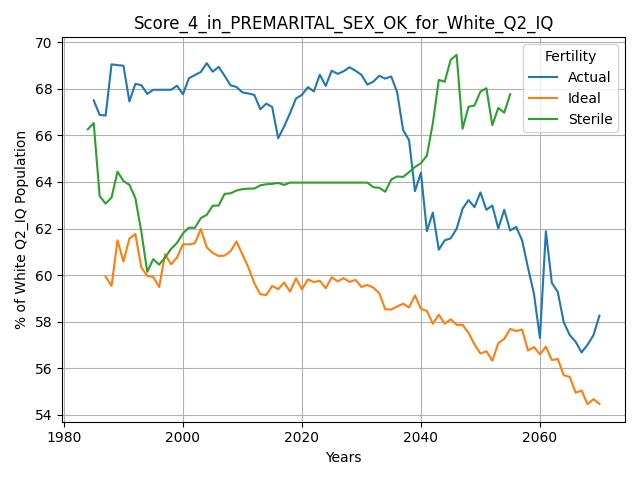 Score_4_in_PREMARITAL_SEX_OK_for_White_Q2_IQ
% of White Q2_IQ Population
70
68
66
64
62
60
58
56
54
Fertility
Actual
Ideal
Sterile
1980
2000
2020
2040
2060
Years